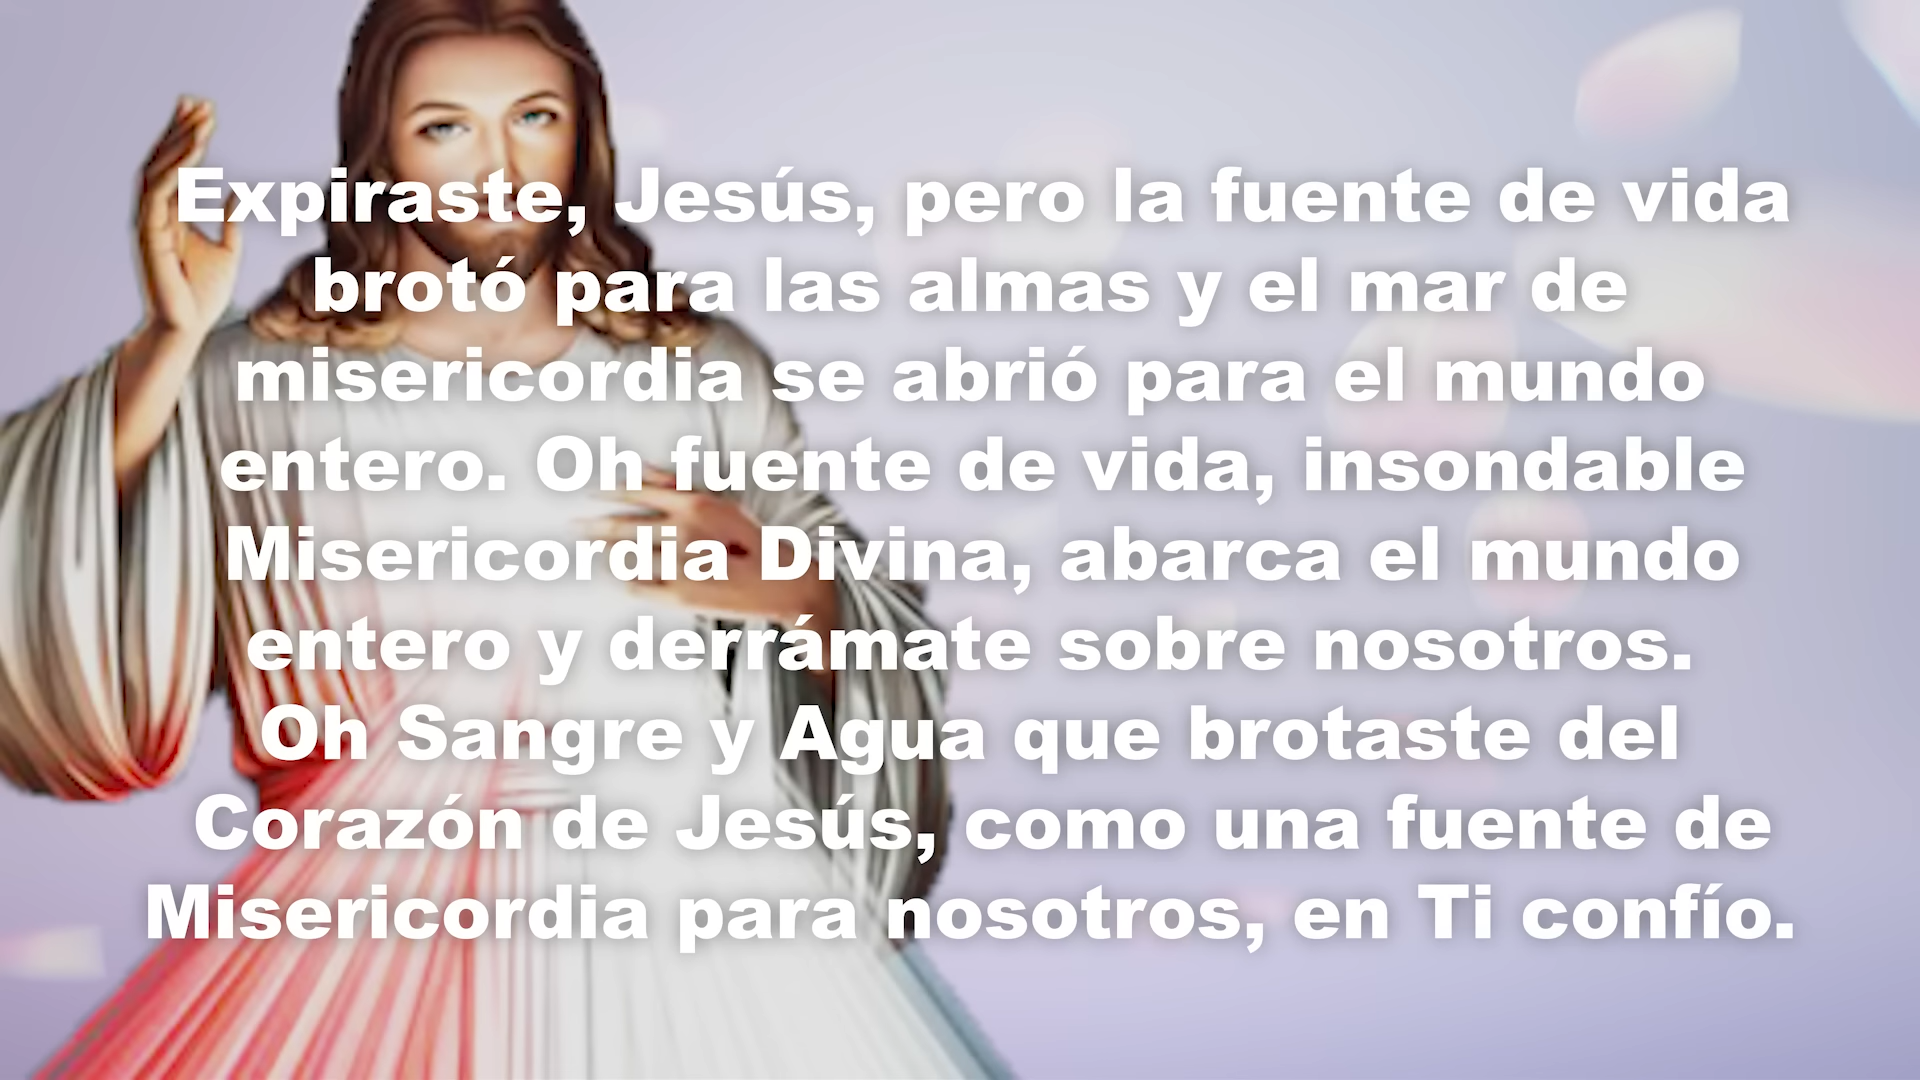 Expiraste, Jesús, pero la fuente de vida
brotó para las almas y el mar de
misericordia se abrió para el mundo
entero. Oh fuente de vida, insondable
Misericordia Divina, abarca el mundo
entero y derrámate sobre nosotros.
Oh Sangre y Agua que brotaste del
Corazón de Jesús, como una fuente de
Misericordia para nosotros, en Ti confío.